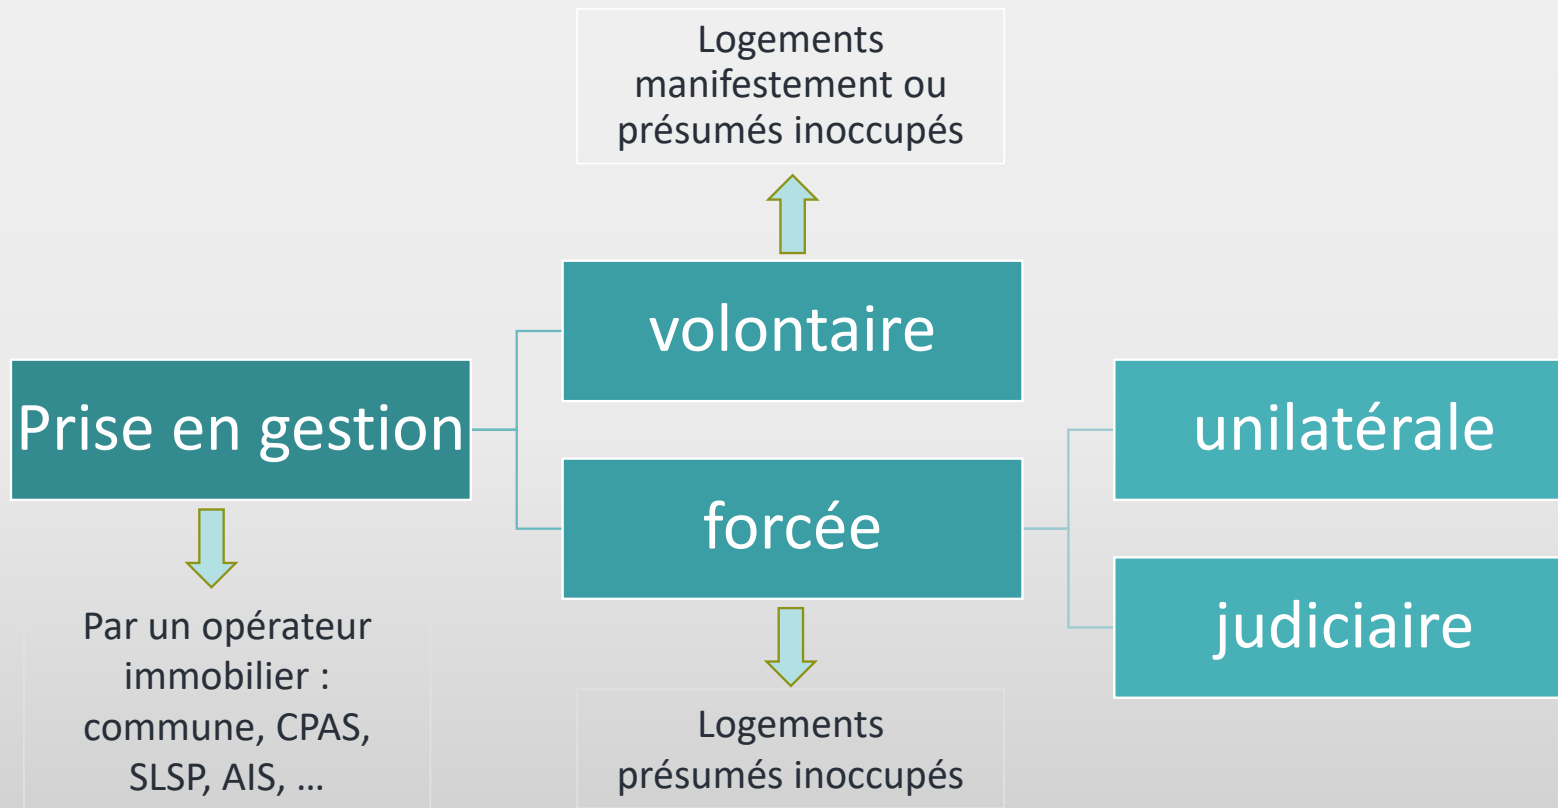 Logements
manifestement ou
présumés inoccupés
volontaire
Prise en gestion
unilatérale
forcée
judiciaire
Par un opérateur
immobilier :
commune, CPAS,
SLSP, AIS, …
Logements
présumés inoccupés